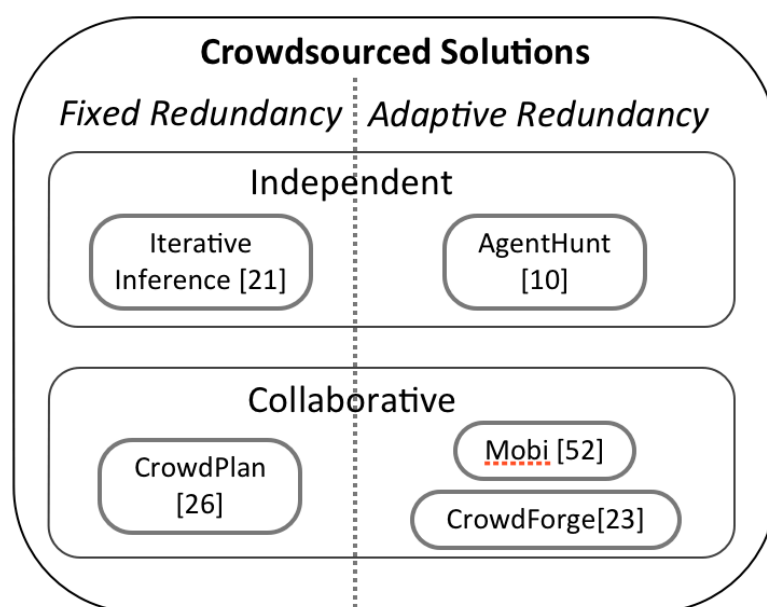 Crowdsourced Solutions
Fixed Redundancy Adaptive Redundancy
Independent
Iterative
Inference [21]
AgentHunt
[10]
Collaborative
CrowdPlan
[26]
Mobi [52]
CrowdForge[23]